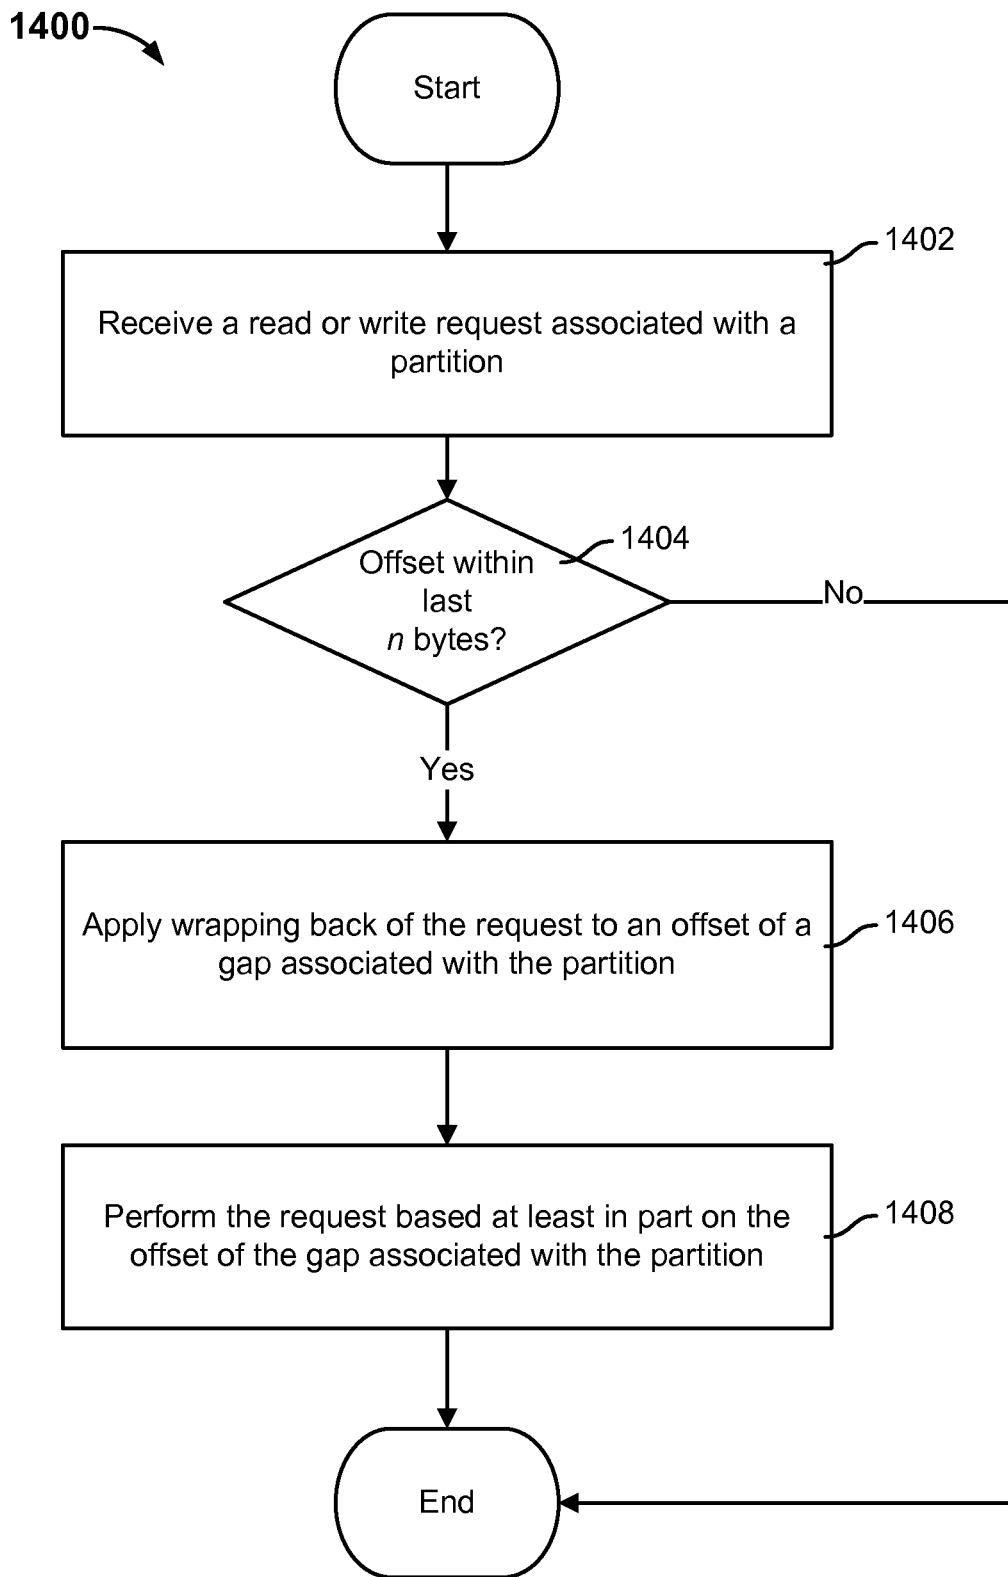 1400
Start
1402
Receive a read or write request associated with a
partition
1404
Offset within
last
n bytes?
No
Yes
1406
Apply wrapping back of the request to an offset of a
gap associated with the partition
1408
Perform the request based at least in part on the
offset of the gap associated with the partition
End